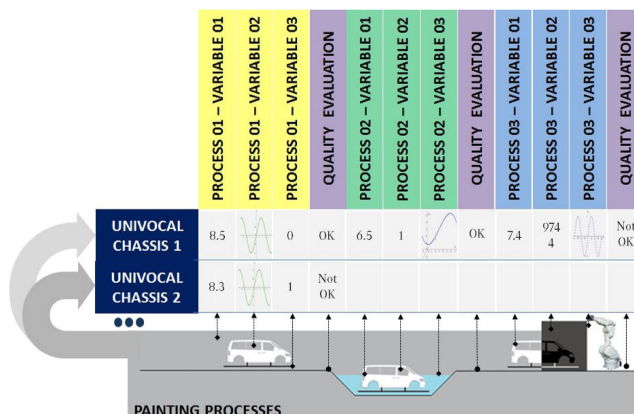 PROCESS 01 – VARIABLE 01
PROCESS 01 – VARIABLE 02
PROCESS 01 – VARIABLE 03
QUALITY EVALUATION
PROCESS 02 – VARIABLE 01
PROCESS 02 – VARIABLE 02
PROCESS 02 – VARIABLE 03
QUALITY EVALUATION
PROCESS 03 – VARIABLE 01
PROCESS 03 – VARIABLE 02
PROCESS 03 – VARIABLE 03
QUALITY EVALUATION
UNIVOCAL
CHASSIS 1
8.5
0
OK
6.5
1
OK
7.4
974
4
Not
OK
UNIVOCAL
CHASSIS 2
8.3
1
Not
OK
PAINTING PROCESSES